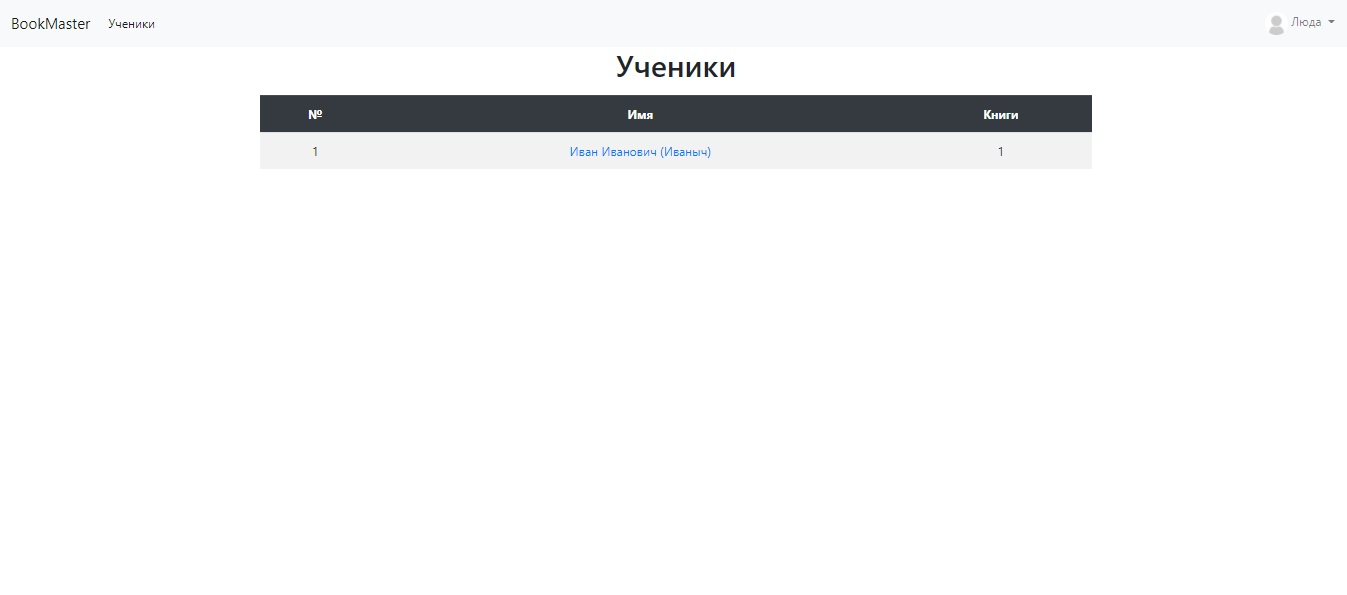 BookMaster Ученики Люда
Ученики
№ Имя Книги
1 Иван Иванович (Иваныч) 1